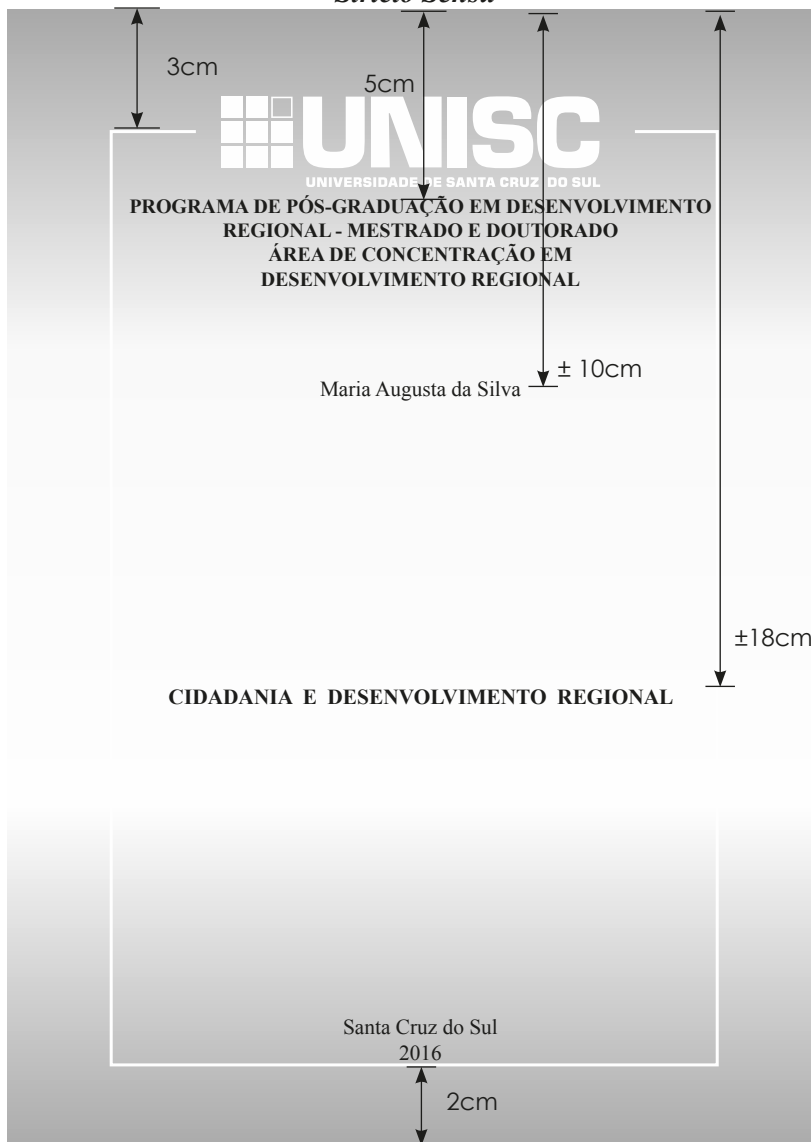 Stricto Sensu
3cm
5cm
UNISC
UNIVERSIDADE DE SANTA CRUZ DO SUL
PROGRAMA DE PÓS-GRADUAÇÃO EM DESENVOLVIMENTO
REGIONAL - MESTRADO E DOUTORADO
ÁREA DE CONCENTRAÇÃO EM
DESENVOLVIMENTO REGIONAL
± 10cm
Maria Augusta da Silva
±18cm
CIDADANIA E DESENVOLVIMENTO REGIONAL
Santa Cruz do Sul
2016
2cm